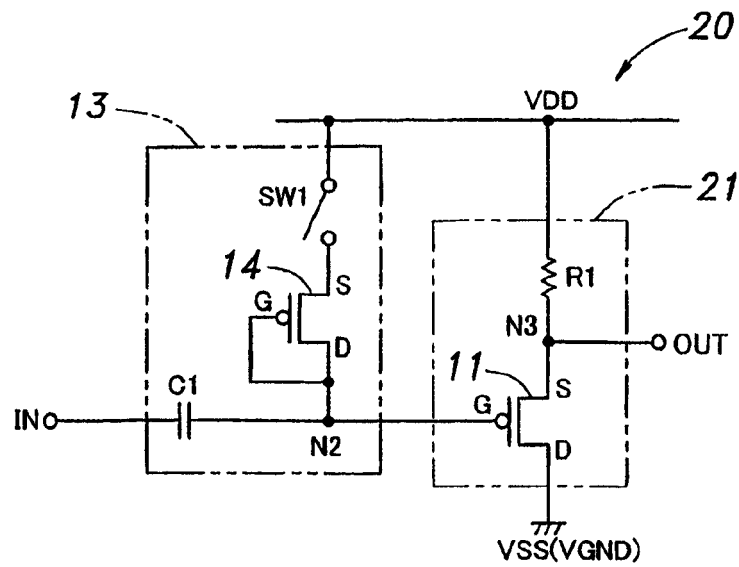 20
13
VDD
SW1
21
14
S
G
R1
D
N3
OUT
C1
11
S
IN
G
N2
D
VSS(VGND)